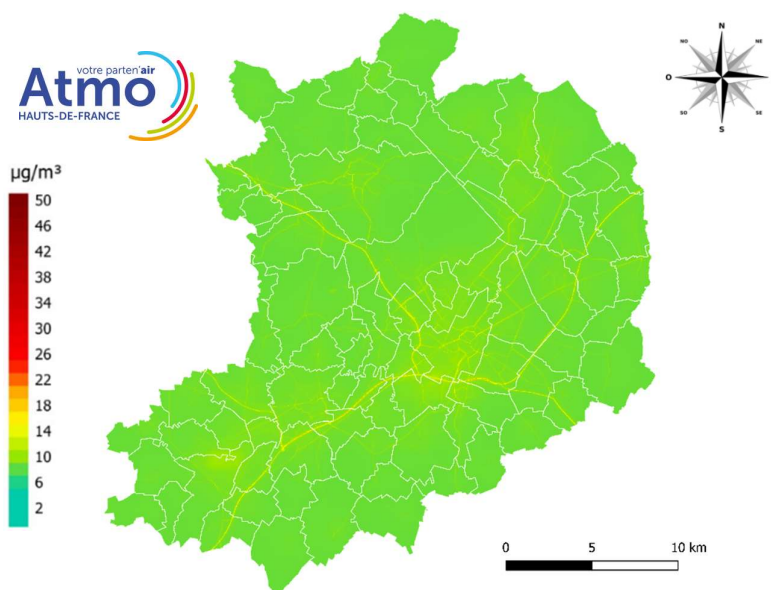 votre parten'air
Atmo
HAUTS-DE-FRANCE
N
NO
NE
O
SO
SE
S
µg/m³
50
46
42
38
34
30
26
22
18
14
10
6
2
0
5
10 km